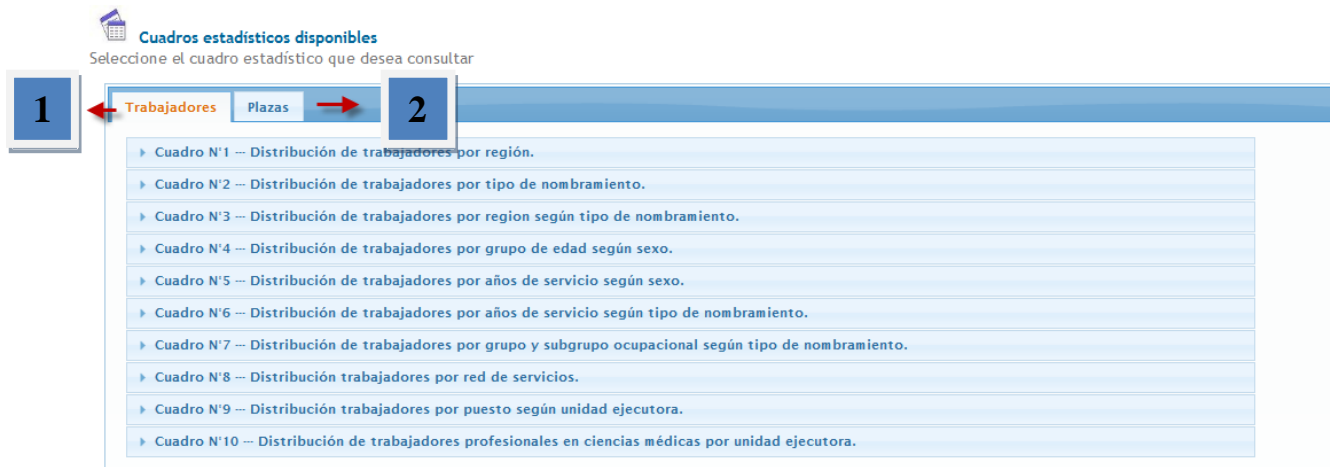 Cuadros estadísticos disponibles
Seleccione el cuadro estadístico que desea consultar
1
Trabajadores
Plazas
2
Cuadro N°1 -- Distribución de trabajadores por región.
Cuadro N°2 -- Distribución de trabajadores por tipo de nombramiento.
Cuadro N°3 -- Distribución de trabajadores por region según tipo de nombramiento.
Cuadro N°4 -- Distribución de trabajadores por grupo de edad según sexo.
Cuadro N°5 -- Distribución de trabajadores por años de servicio según sexo.
Cuadro N°6 -- Distribución de trabajadores por años de servicio según tipo de nombramiento.
Cuadro N°7 -- Distribución de trabajadores por grupo y subgrupo ocupacional según tipo de nombramiento.
Cuadro N°8 -- Distribución trabajadores por red de servicios.
Cuadro N°9 -- Distribución trabajadores por puesto según unidad ejecutora.
Cuadro N°10 -- Distribución de trabajadores profesionales en ciencias médicas por unidad ejecutora.